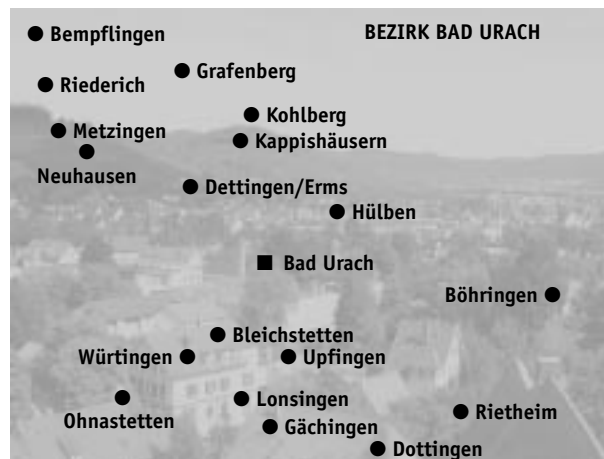 BEZIRK BAD URACH
Bempflingen
Grafenberg
Riederich
Kohlberg
Metzingen
Kappishäusern
Neuhausen
Dettingen/Erms
Hülben
Bad Urach
Böhringen
Bleichstetten
Würtingen
Upfingen
Ohnastetten
Lonsingen
Rietheim
Gächingen
Dottingen